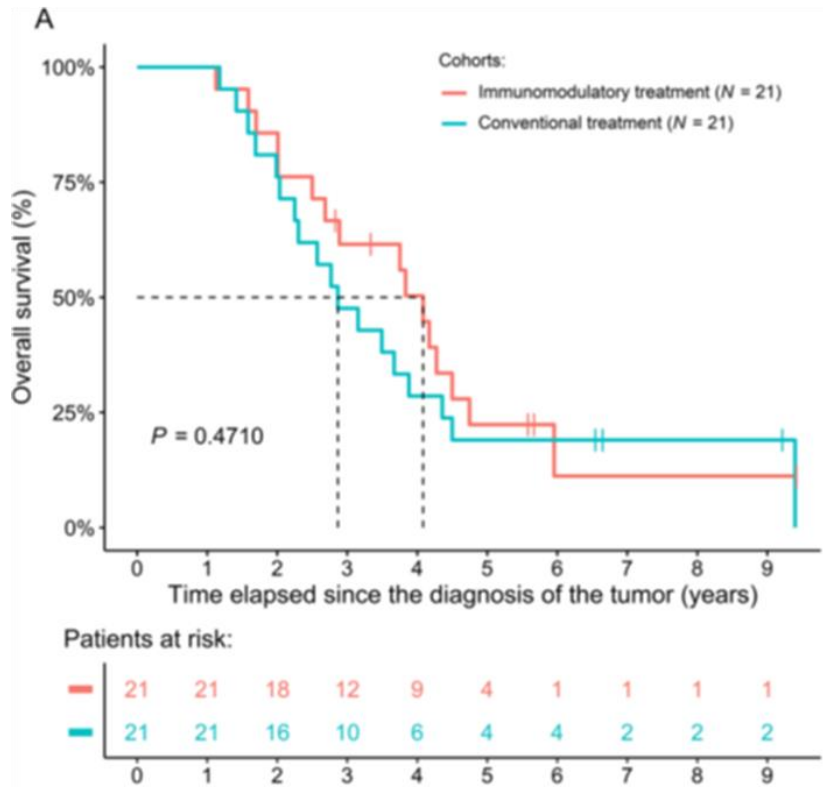 A
100%
75%
50%
25%
0%
Overall survival (%)
Cohorts:
Immunomodulatory treatment (N = 21)
Conventional treatment (N = 21)
P = 0.4710
0 1 2 3 4 5 6 7 8 9
Time elapsed since the diagnosis of the tumor (years)
Patients at risk:
21 21 18 12 9 4 1 1 1 1
21 21 16 10 6 4 4 2 2 2
0 1 2 3 4 5 6 7 8 9